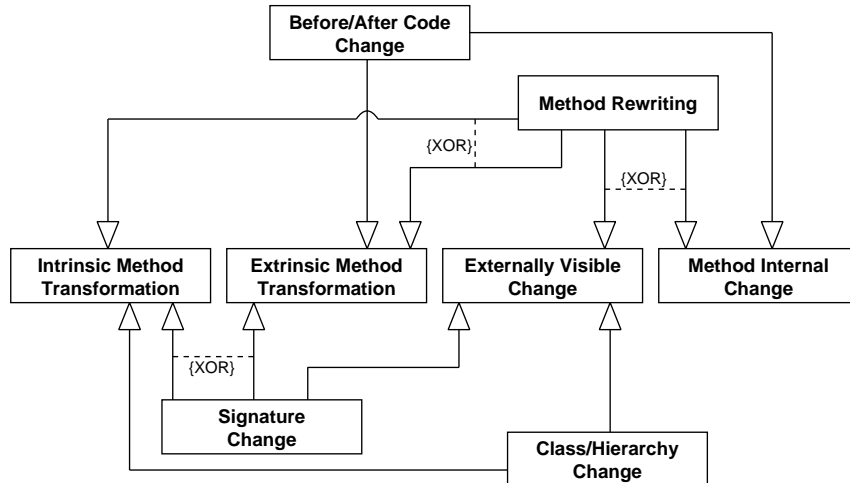 Before/After Code
Change
Method Rewriting
{XOR}
{XOR}
Intrinsic Method
Transformation
Extrinsic Method
Transformation
Externally Visible
Change
Method Internal
Change
{XOR}
Signature
Change
Class/Hierarchy
Change